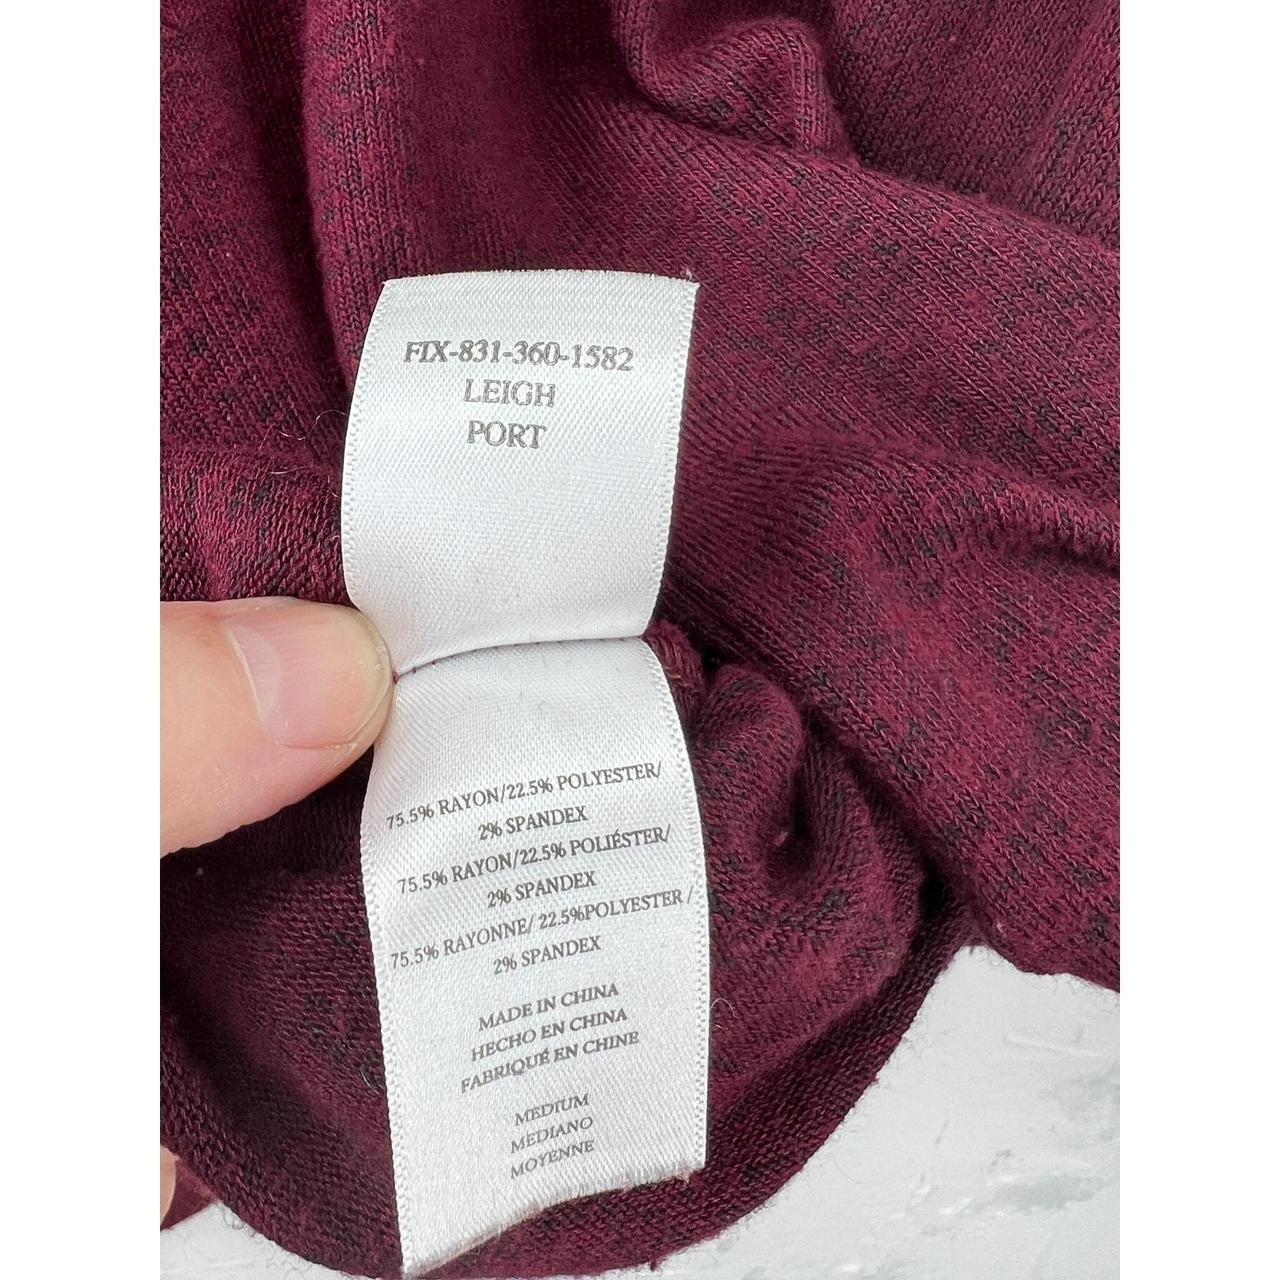 FIX-831-360-1582
LEIGH
PORT
75.5% RAYON/22.5% POLYESTER/
2% SPANDEX
75.5% RAYON/22.5% POLIÉSTER/
2% SPANDEX
75.5% RAYONNE/ 22.5%POLYESTER /
2% SPANDEX
MADE IN CHINA
HECHO EN CHINA
FABRIQUÉ EN CHINE
MEDIUM
MEDIANO
MOYENNE